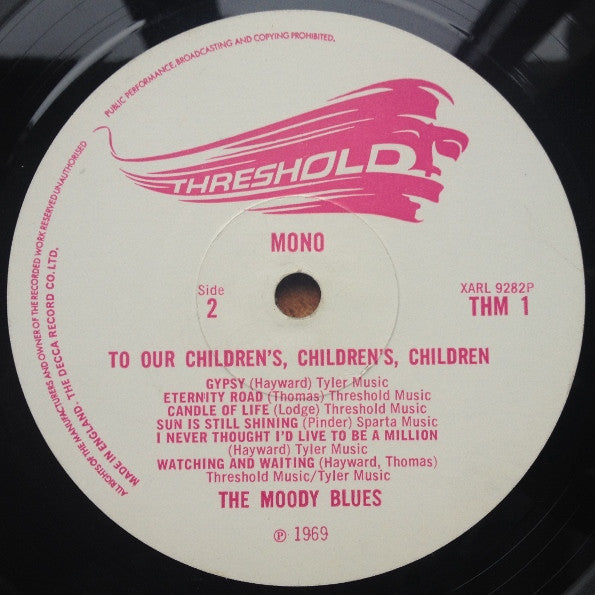 PUBLIC PERFORMANCE, BROADCASTING AND COPYING PROHIBITED.
ALL RIGHTS OF THE MANUFACTURERS AND OWNER OF THE RECORDED WORK RESERVED UNAUTHORISED
MADE IN ENGLAND. THE DECCA RECORD CO. LTD.
THRESHOLD
MONO
Side
2
XARL 9282P
THM 1
TO OUR CHILDREN'S, CHILDREN'S, CHILDREN
GYPSY (Hayward) Tyler Music
ETERNITY ROAD (Thomas) Threshold Music
CANDLE OF LIFE (Lodge) Threshold Music
SUN IS STILL SHINING (Pinder) Sparta Music
I NEVER THOUGHT I'D LIVE TO BE A MILLION
(Hayward) Tyler Music
WATCHING AND WAITING (Hayward, Thomas)
Threshold Music/Tyler Music
THE MOODY BLUES
℗ 1969